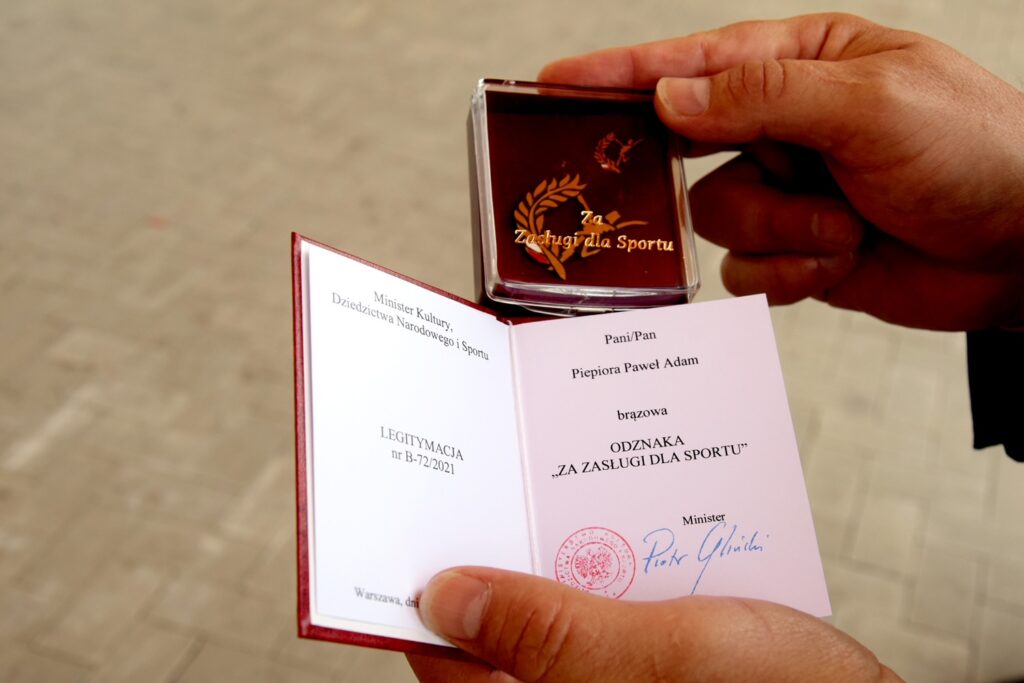 Za
Zasługi dla Sportu
Minister Kultury,
Dziedzictwa Narodowego i Sportu
LEGITYMACJA
nr B-72/2021
Warszawa,
Pani/Pan
Piepiora Paweł Adam
brązowa
ODZNAKA
„ZA ZASŁUGI DLA SPORTU”
Minister
Piotr Gliński